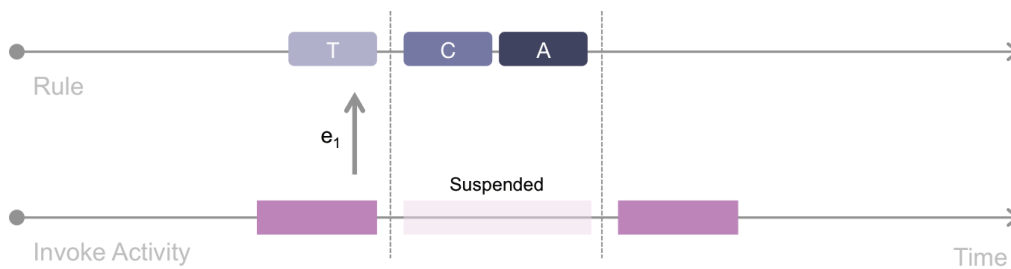 T
C
A
Rule
e₁
Suspended
Invoke Activity
Time